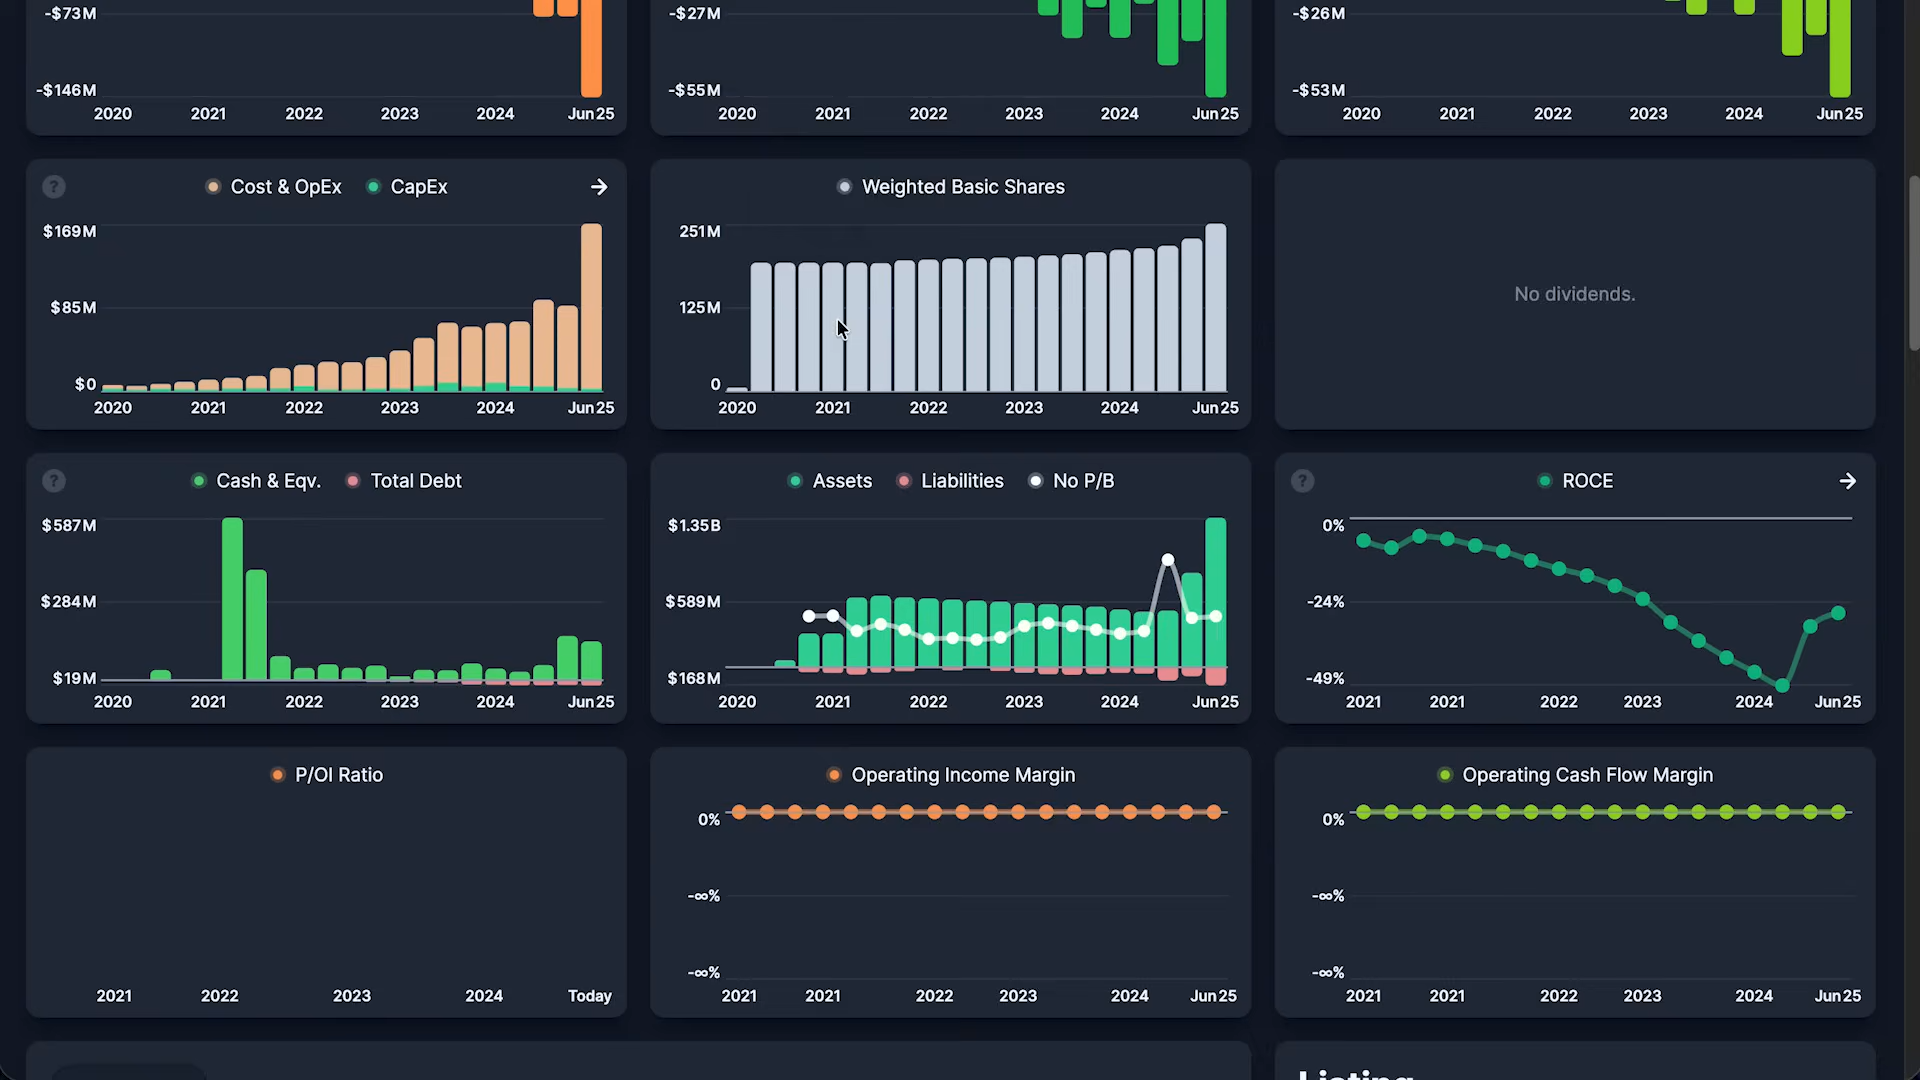 -$73M
-$146M
2020 2021 2022 2023 2024 Jun 25
-$27M
-$55M
2020 2021 2022 2023 2024 Jun 25
-$26M
-$53M
2020 2021 2022 2023 2024 Jun 25
? Cost & OpEx CapEx →
$169M
$85M
$0
2020 2021 2022 2023 2024 Jun 25
Weighted Basic Shares
251M
125M
0
2020 2021 2022 2023 2024 Jun 25
No dividends.
? Cash & Eqv. Total Debt
$587M
$284M
$19M
2020 2021 2022 2023 2024 Jun 25
Assets Liabilities No P/B
$1.35B
$589M
$168M
2020 2021 2022 2023 2024 Jun 25
? ROCE →
0%
-24%
-49%
2021 2021 2022 2023 2024 Jun 25
P/OI Ratio
2021 2022 2023 2024 Today
Operating Income Margin
0%
-∞%
-∞%
2021 2021 2022 2023 2024 Jun 25
Operating Cash Flow Margin
0%
-∞%
-∞%
2021 2021 2022 2023 2024 Jun 25